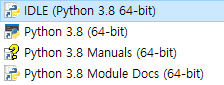 IDLE (Python 3.8 64-bit)
Python 3.8 (64-bit)
Python 3.8 Manuals (64-bit)
Python 3.8 Module Docs (64-bit)